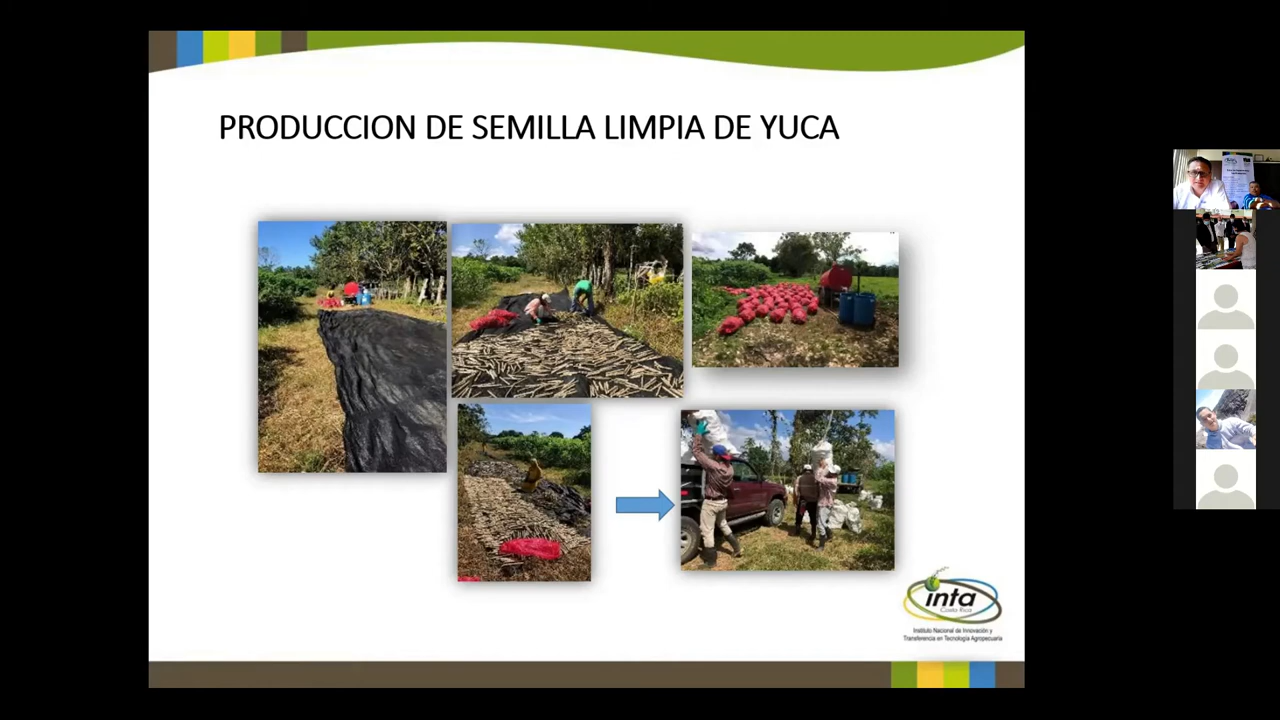 PRODUCCION DE SEMILLA LIMPIA DE YUCA
inta
Costa Rica
Instituto Nacional de Innovación y
Transferencia en Tecnología Agropecuaria